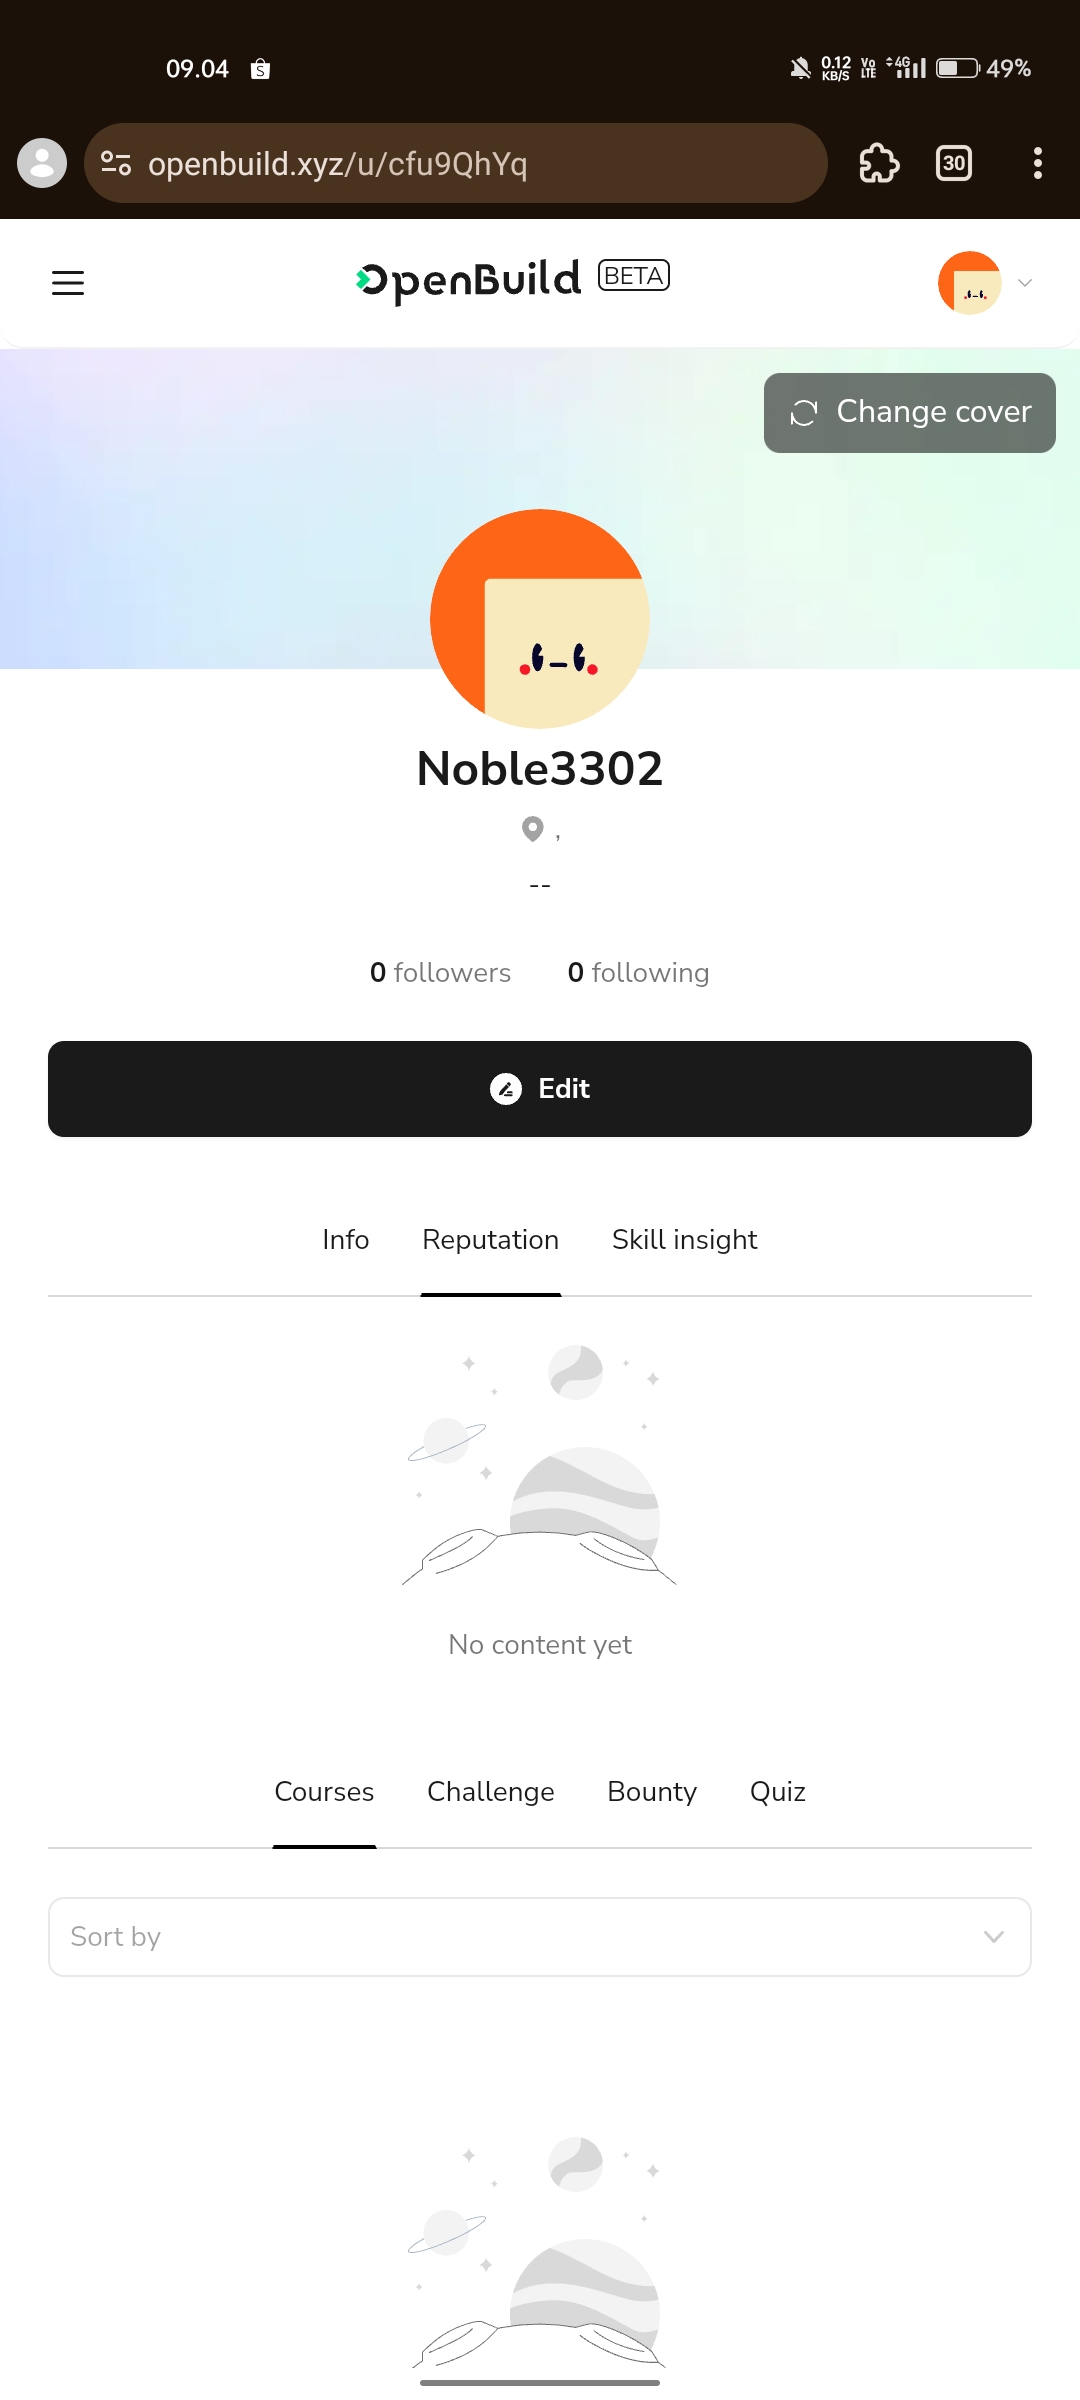 09.04 S 0.12 KB/S Vo LTE 4G 49%
openbuild.xyz/u/cfu9QhYq 30
OpenBuild BETA
Change cover
Noble3302
,
--
0 followers 0 following
Edit
Info Reputation Skill insight
No content yet
Courses Challenge Bounty Quiz
Sort by